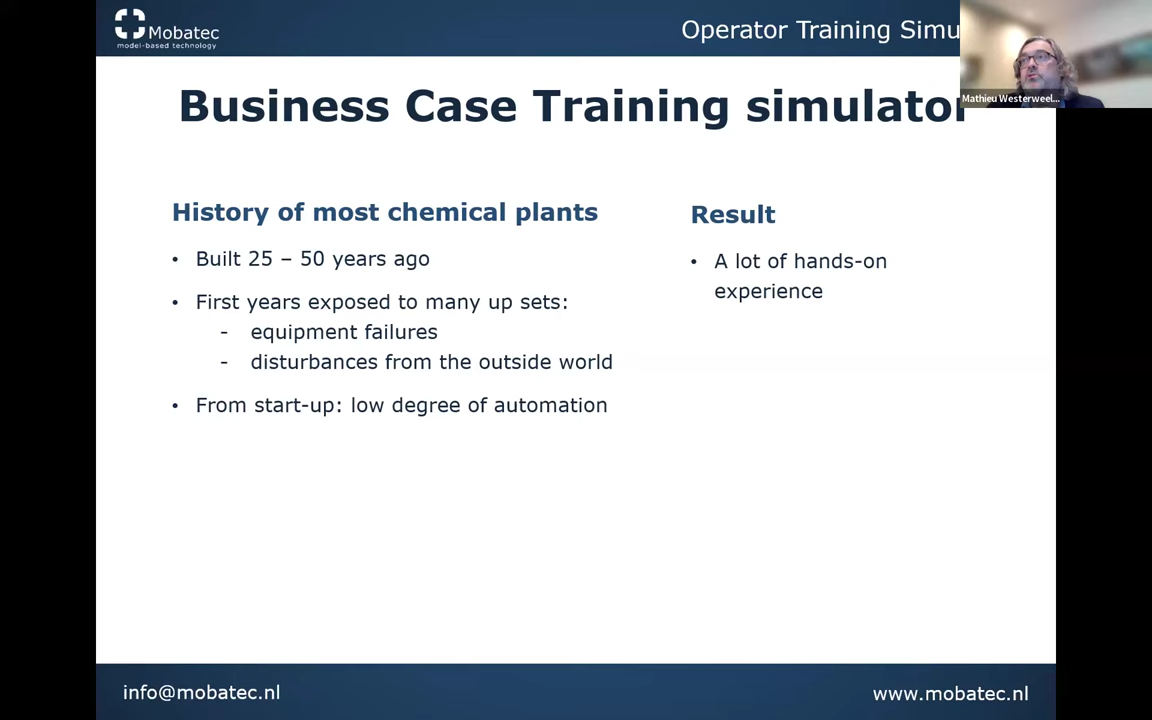 Mobatec
model-based technology
Operator Training Simu
Mathieu Westerweel...
Business Case Training simulator
History of most chemical plants
• Built 25 – 50 years ago
• First years exposed to many up sets:
- equipment failures
- disturbances from the outside world
• From start-up: low degree of automation
Result
• A lot of hands-on
experience
info@mobatec.nl
www.mobatec.nl